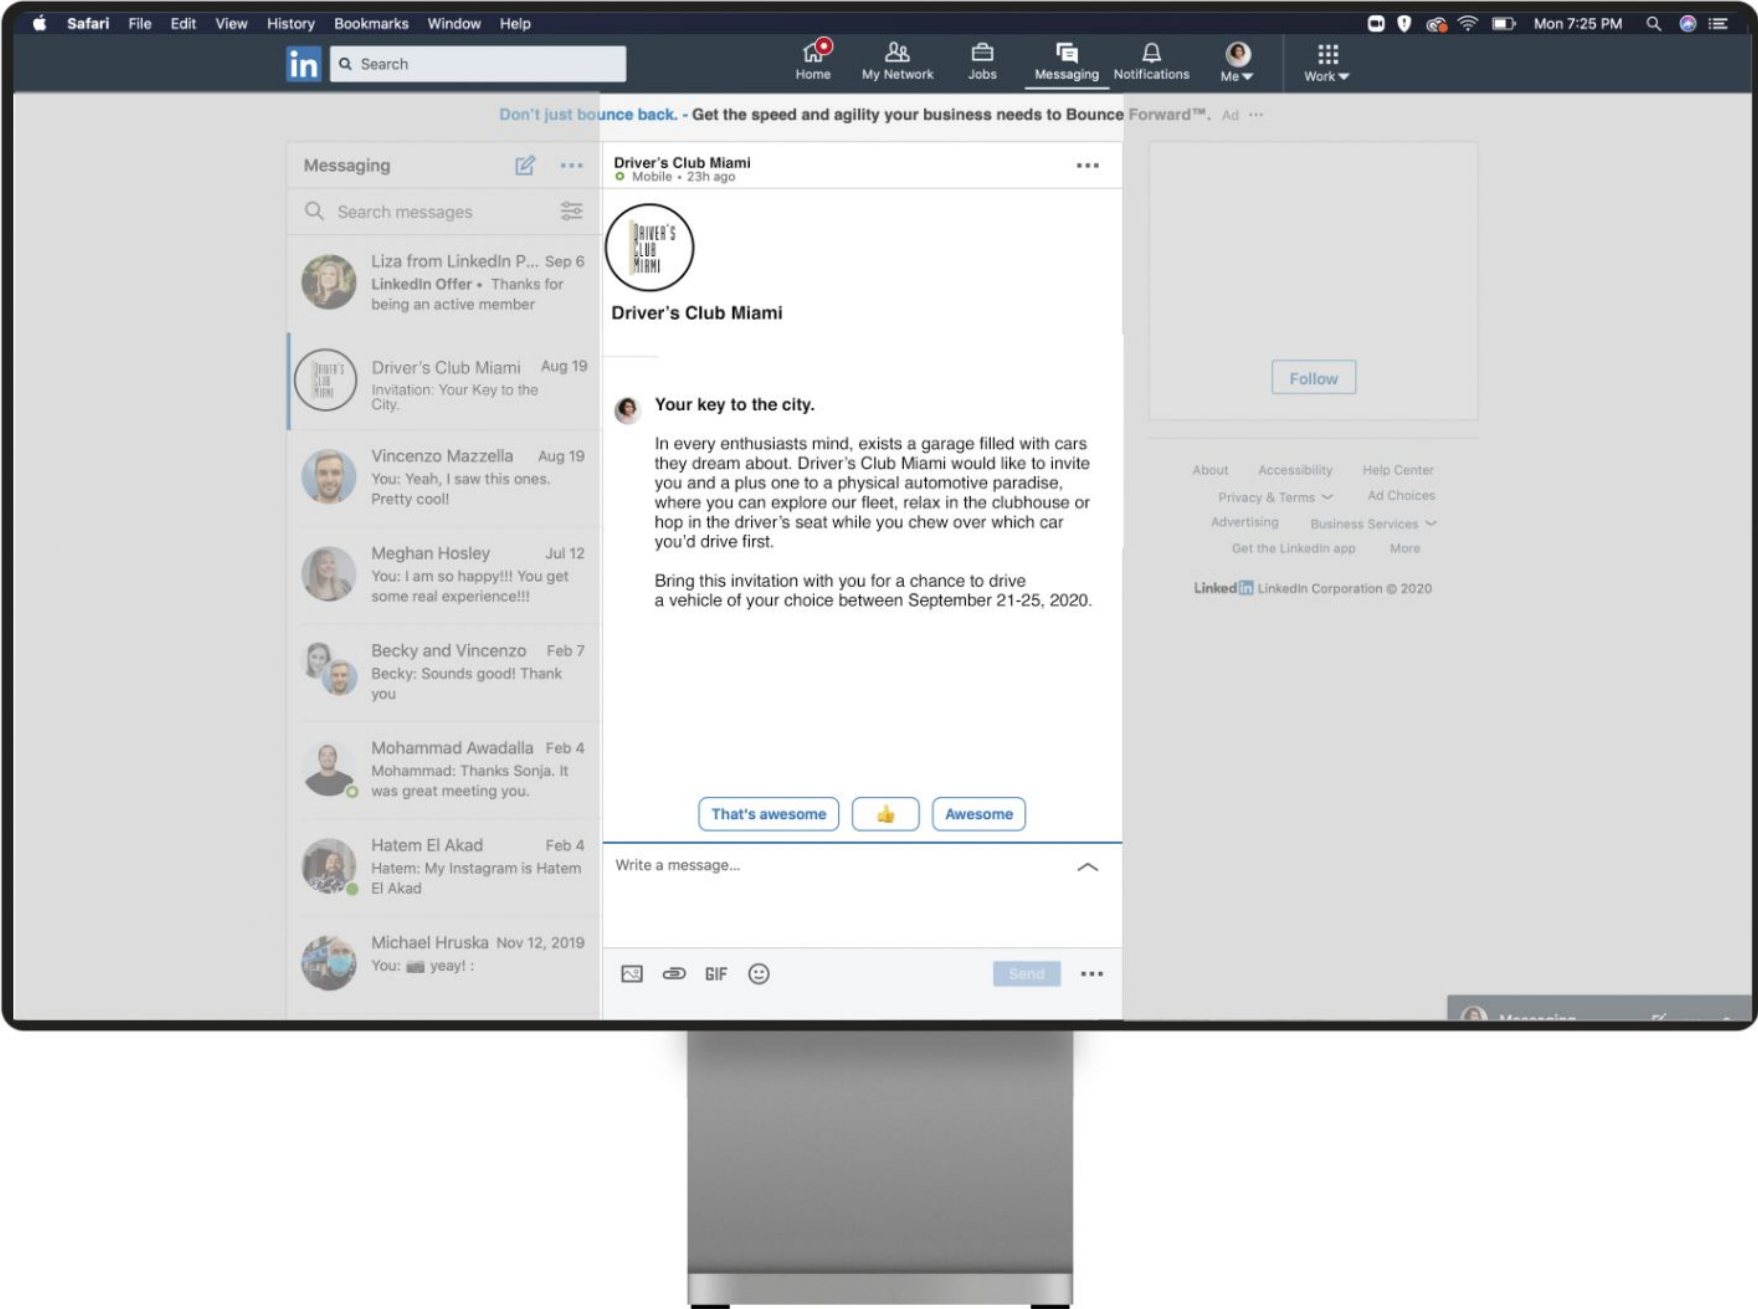 Safari File Edit View History Bookmarks Window Help
Mon 7:25 PM
in
Search
Home
My Network
Jobs
Messaging
Notifications
Me
Work
Don't just bounce back. - Get the speed and agility your business needs to Bounce Forward™. Ad ...
Messaging
Search messages
Liza from LinkedIn P... Sep 6
LinkedIn Offer • Thanks for
being an active member
DRIVER'S
CLUB
MIAMI
Driver's Club Miami Aug 19
Invitation: Your Key to the
City.
Vincenzo Mazzella Aug 19
You: Yeah, I saw this ones.
Pretty cool!
Meghan Hosley Jul 12
You: I am so happy!!! You get
some real experience!!!
Becky and Vincenzo Feb 7
Becky: Sounds good! Thank
you
Mohammad Awadalla Feb 4
Mohammad: Thanks Sonja. It
was great meeting you.
Hatem El Akad Feb 4
Hatem: My Instagram is Hatem
El Akad
Michael Hruska Nov 12, 2019
You: 📷 yeay! :
Driver's Club Miami
Mobile • 23h ago
DRIVER'S
CLUB
MIAMI
Driver's Club Miami
Your key to the city.
In every enthusiasts mind, exists a garage filled with cars
they dream about. Driver's Club Miami would like to invite
you and a plus one to a physical automotive paradise,
where you can explore our fleet, relax in the clubhouse or
hop in the driver's seat while you chew over which car
you'd drive first.
Bring this invitation with you for a chance to drive
a vehicle of your choice between September 21-25, 2020.
That's awesome
👍
Awesome
Write a message...
GIF
Send
Follow
About Accessibility Help Center
Privacy & Terms Ad Choices
Advertising Business Services
Get the LinkedIn app More
Linkedin LinkedIn Corporation © 2020
Messaging